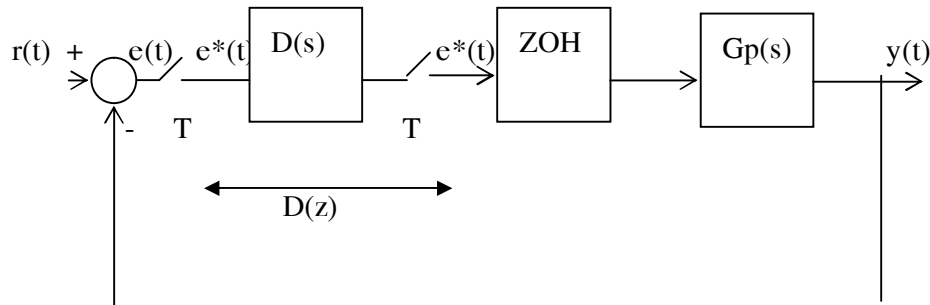 r(t) + e(t) e*(t) D(s) e*(t) ZOH Gp(s) y(t)
- T T
D(z)